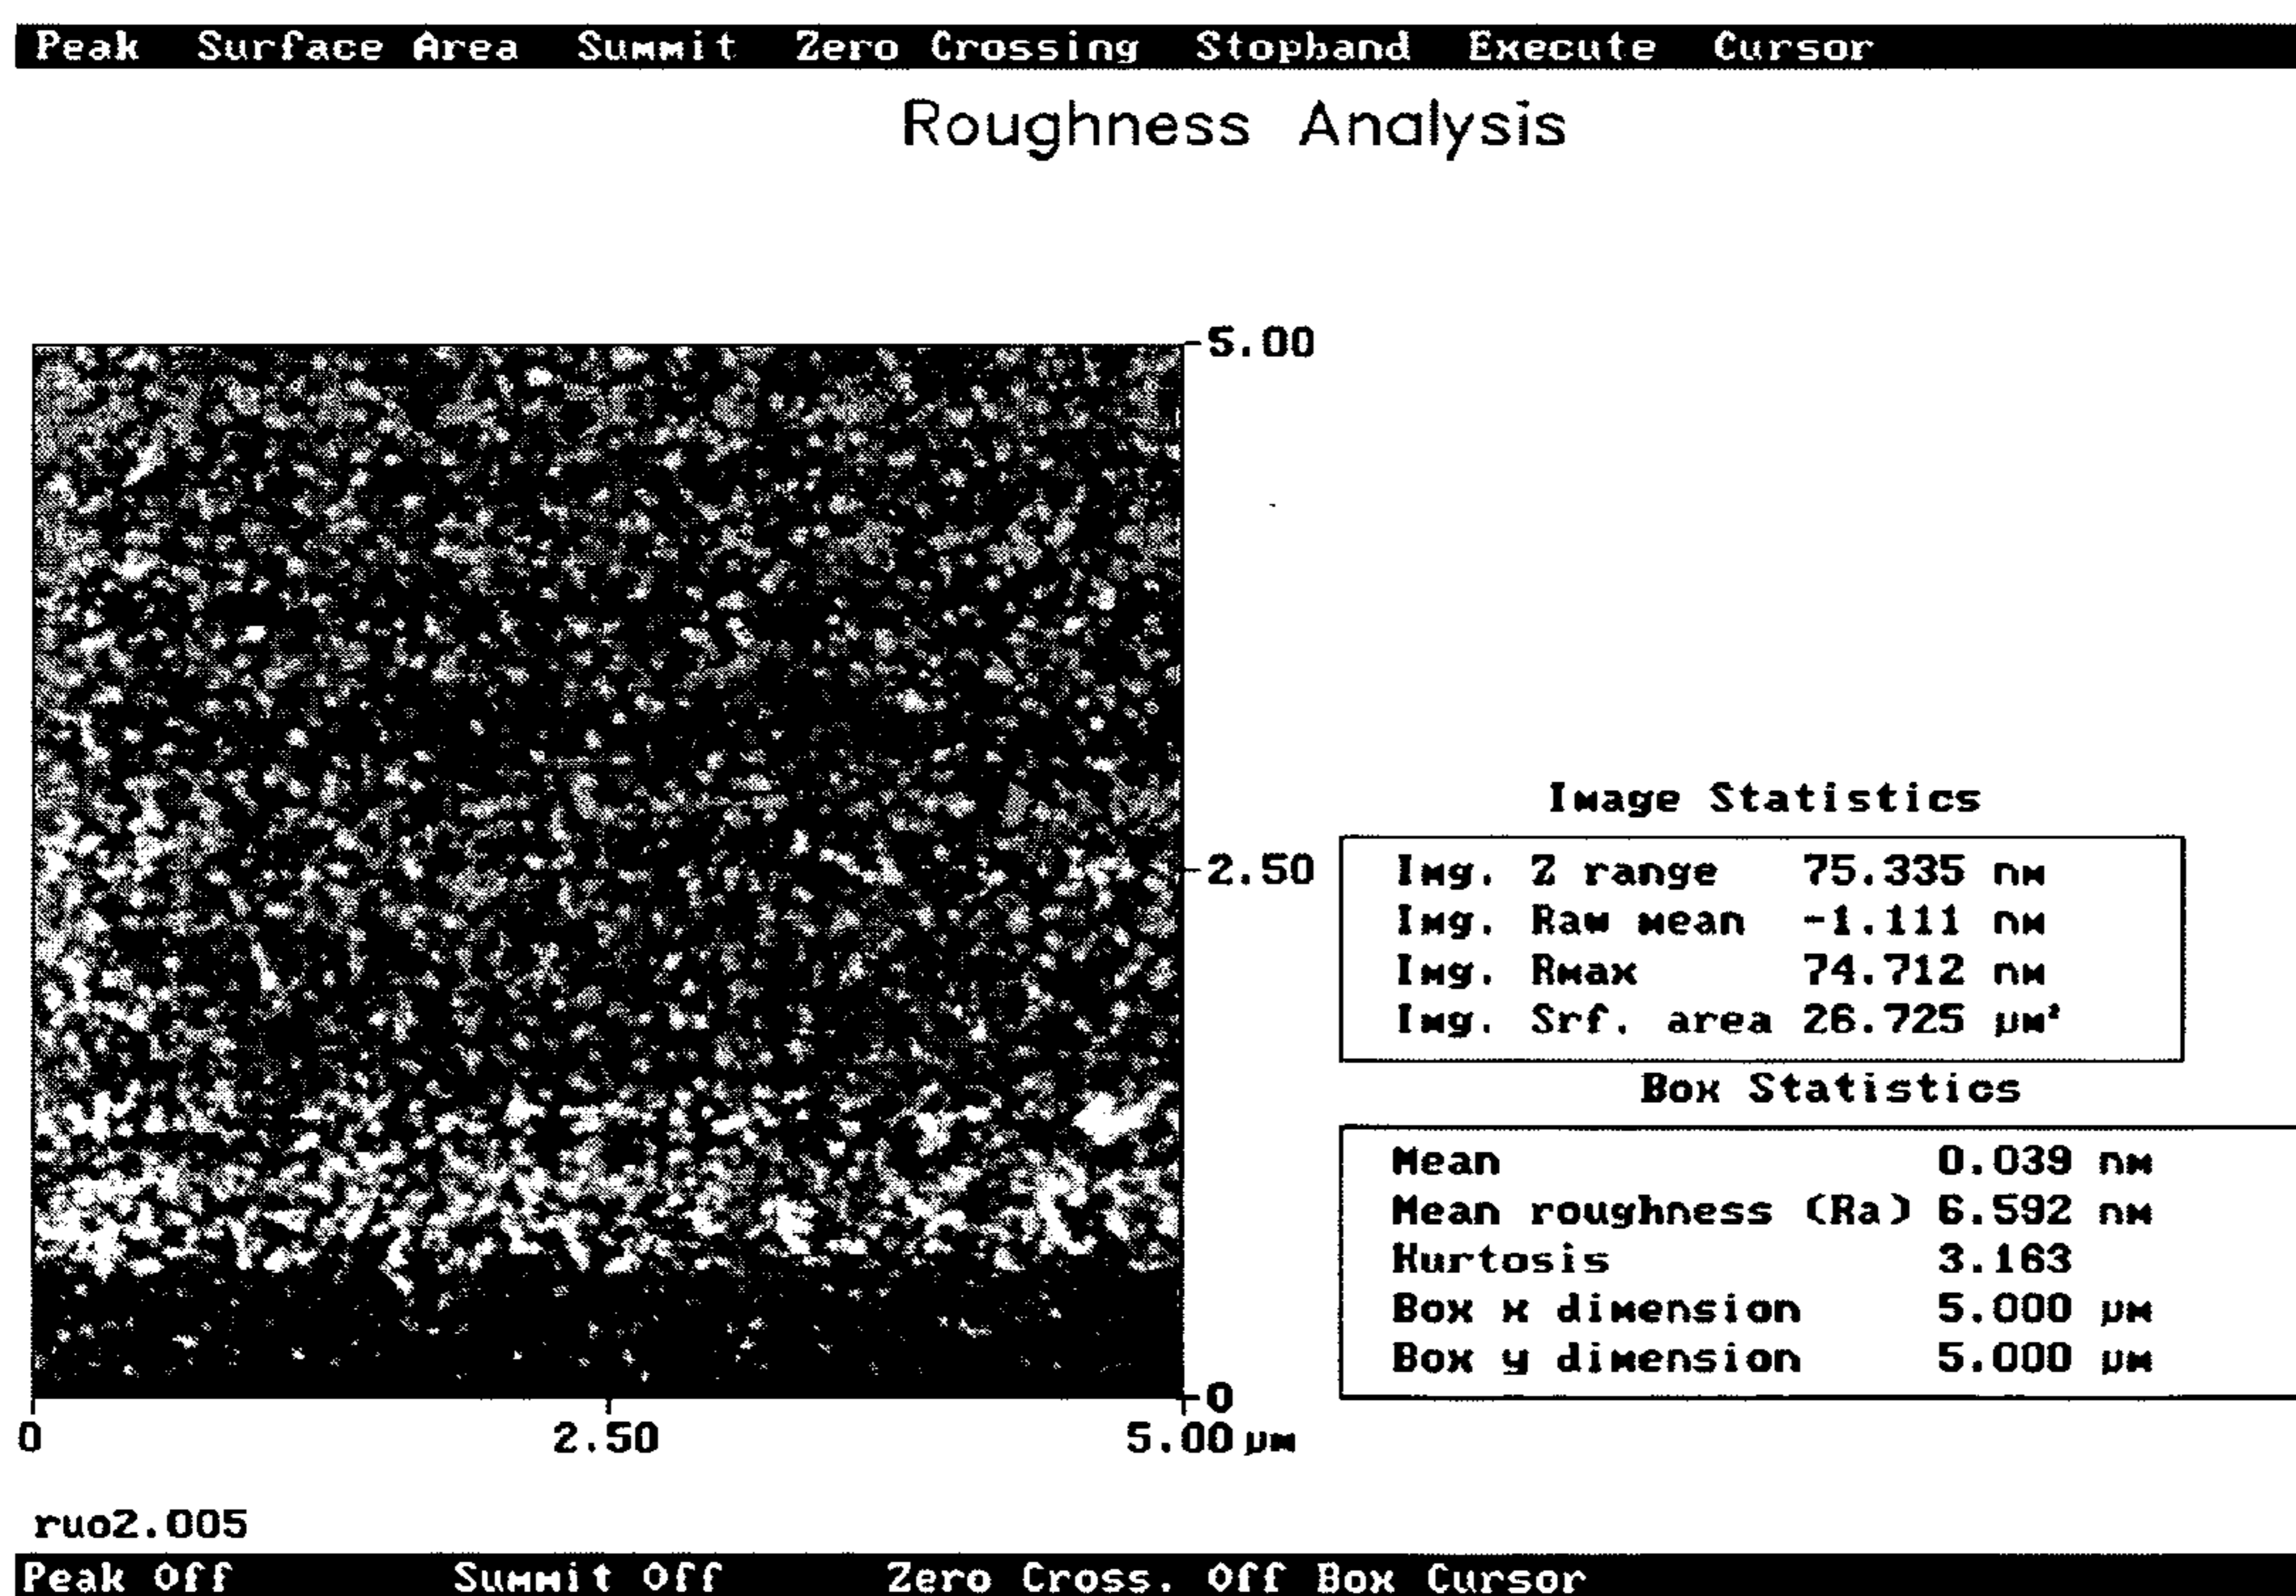 Peak Surface Area Summit Zero Crossing Stopband Execute Cursor
Roughness Analysis
5.00
2.50
0
0 2.50 5.00 µm
Image Statistics
Img. Z range 75.335 nm
Img. Raw mean -1.111 nm
Img. Rmax 74.712 nm
Img. Srf. area 26.725 µm²
Box Statistics
Mean 0.039 nm
Mean roughness (Ra) 6.592 nm
Kurtosis 3.163
Box x dimension 5.000 µm
Box y dimension 5.000 µm
ruo2.005
Peak Off Summit Off Zero Cross. Off Box Cursor